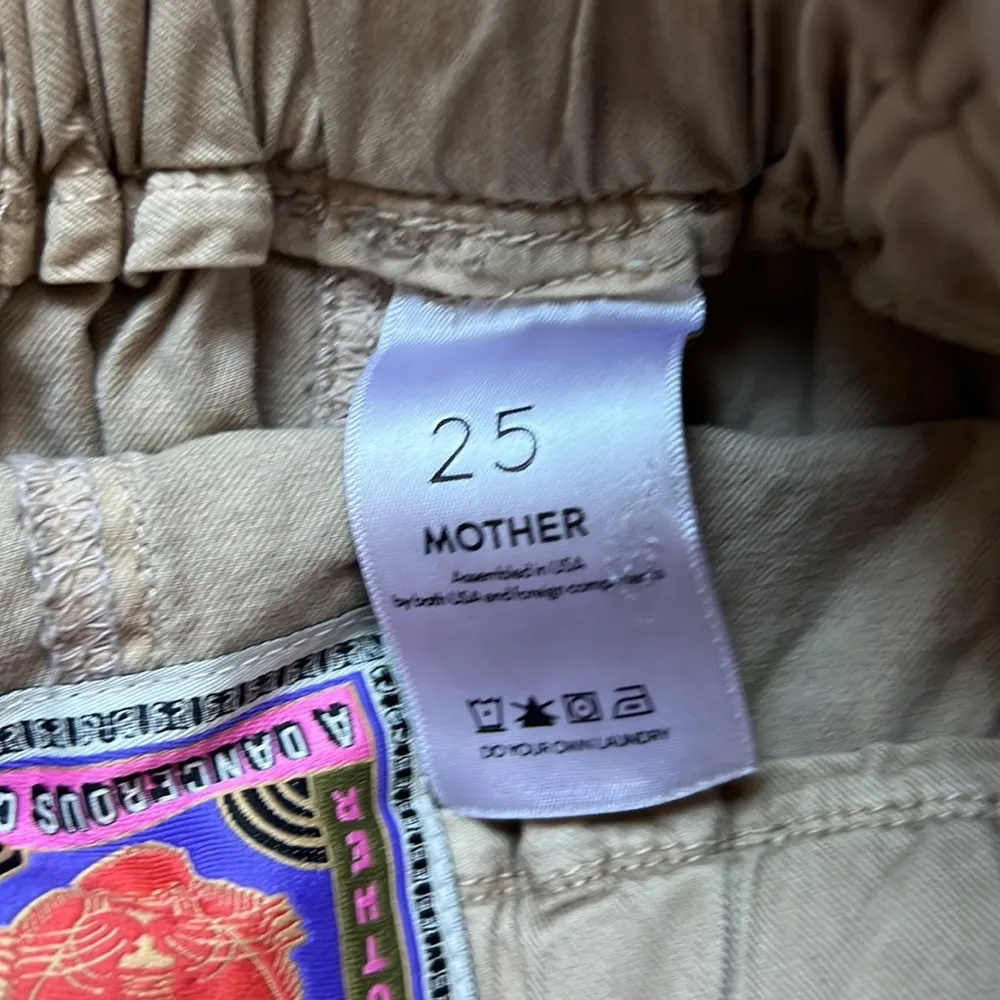 25
MOTHER
Assembled in USA
by both USA and foreign components
DO YOUR OWN LAUNDRY
A DANGEROUS